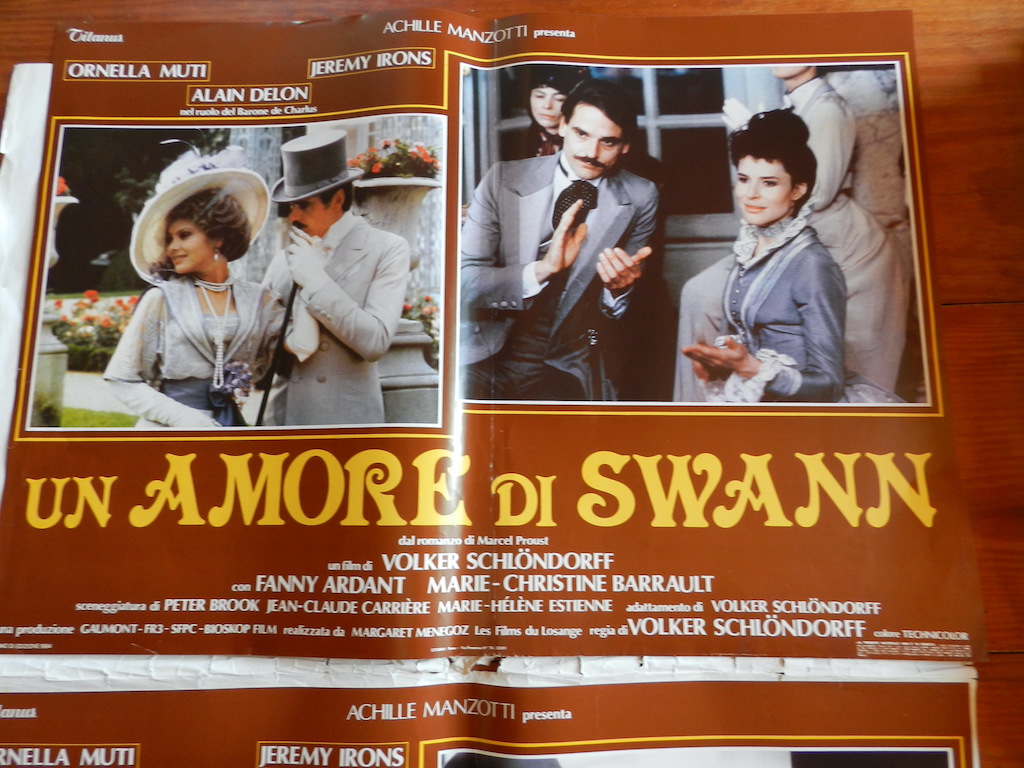 Titanus
ACHILLE MANZOTTI presenta
ORNELLA MUTI
JEREMY IRONS
ALAIN DELON
nel ruolo del Barone de Charlus
UN AMORE DI SWANN
dal romanzo di Marcel Proust
un film di VOLKER SCHLÖNDORFF
con FANNY ARDANT MARIE-CHRISTINE BARRAULT
sceneggiatura di PETER BROOK JEAN-CLAUDE CARRIÈRE MARIE-HÉLÈNE ESTIENNE adattamento di VOLKER SCHLÖNDORFF
una produzione GAUMONT-FR3-SFPC-BIOSKOP FILM realizzata da MARGARET MENEGOZ Les Films du Losange regia di VOLKER SCHLÖNDORFF colore TECHNICOLOR
anus
ACHILLE MANZOTTI presenta
RNELLA MUTI
JEREMY IRONS